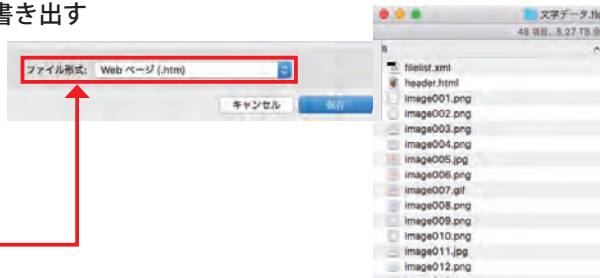 書き出す
ファイル形式: Web ページ (.htm)
キャンセル
保存
文字データ.fl
48 項目、5.27 TB
filelist.xml
header.html
image001.png
image002.png
image003.png
image004.png
image005.jpg
image006.png
image007.gif
image008.png
image009.png
image010.png
image011.jpg
image012.png